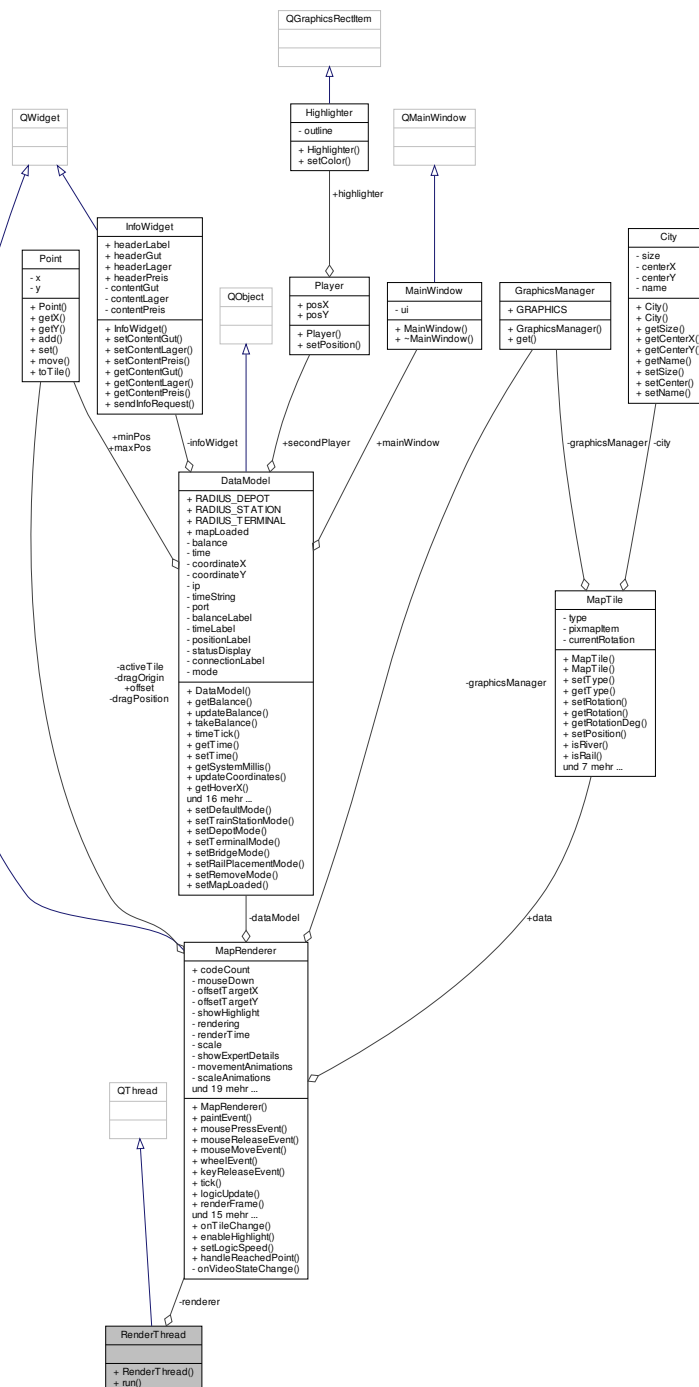 QGraphicsRectItem
Highlighter
- outline
+ Highlighter()
+ setColor()
QWidget
QMainWindow
+highlighter
InfoWidget
+ headerLabel
+ headerGut
+ headerLager
+ headerPreis
- contentGut
- contentLager
- contentPreis
+ InfoWidget()
+ setContentGut()
+ setContentLager()
+ setContentPreis()
+ getContentGut()
+ getContentLager()
+ getContentPreis()
+ sendInfoRequest()
Point
- x
- y
+ Point()
+ getX()
+ getY()
+ add()
+ set()
+ move()
+ toTile()
QObject
Player
+ posX
+ posY
+ Player()
+ setPosition()
MainWindow
- ui
+ MainWindow()
+ ~MainWindow()
GraphicsManager
+ GRAPHICS
+ GraphicsManager()
+ get()
City
- size
- centerX
- centerY
- name
+ City()
+ City()
+ getSize()
+ getCenterX()
+ getCenterY()
+ getName()
+ setSize()
+ setCenter()
+ setName()
+minPos
+maxPos
-infoWidget
+secondPlayer
+mainWindow
-graphicsManager
-city
DataModel
+ RADIUS_DEPOT
+ RADIUS_STATION
+ RADIUS_TERMINAL
+ mapLoaded
- balance
- time
- coordinateX
- coordinateY
- ip
- timeString
- port
- balanceLabel
- timeLabel
- positionLabel
- statusDisplay
- connectionLabel
- mode
+ DataModel()
+ getBalance()
+ updateBalance()
+ takeBalance()
+ timeTick()
+ getTime()
+ setTime()
+ getSystemMillis()
+ updateCoordinates()
+ getHoverX()
und 16 mehr ...
+ setDefaultMode()
+ setTrainStationMode()
+ setDepotMode()
+ setTerminalMode()
+ setBridgeMode()
+ setRailPlacementMode()
+ setRemoveMode()
+ setMapLoaded()
MapTile
- type
- pixmapItem
- currentRotation
+ MapTile()
+ MapTile()
+ setType()
+ getType()
+ setRotation()
+ getRotation()
+ getRotationDeg()
+ setPosition()
+ isRiver()
+ isRail()
und 7 mehr ...
-activeTile
-dragOrigin
+offset
-dragPosition
-graphicsManager
-dataModel
+data
MapRenderer
+ codeCount
- mouseDown
- offsetTargetX
- offsetTargetY
- showHighlight
- rendering
- renderTime
- scale
- showExpertDetails
- movementAnimations
- scaleAnimations
und 19 mehr ...
+ MapRenderer()
+ paintEvent()
+ mousePressEvent()
+ mouseReleaseEvent()
+ mouseMoveEvent()
+ wheelEvent()
+ keyReleaseEvent()
+ tick()
+ logicUpdate()
+ renderFrame()
und 15 mehr ...
+ onTileChange()
+ enableHighlight()
+ setLogicSpeed()
+ handleReachedPoint()
- onVideoStateChange()
QThread
-renderer
RenderThread
+ RenderThread()
+ run()